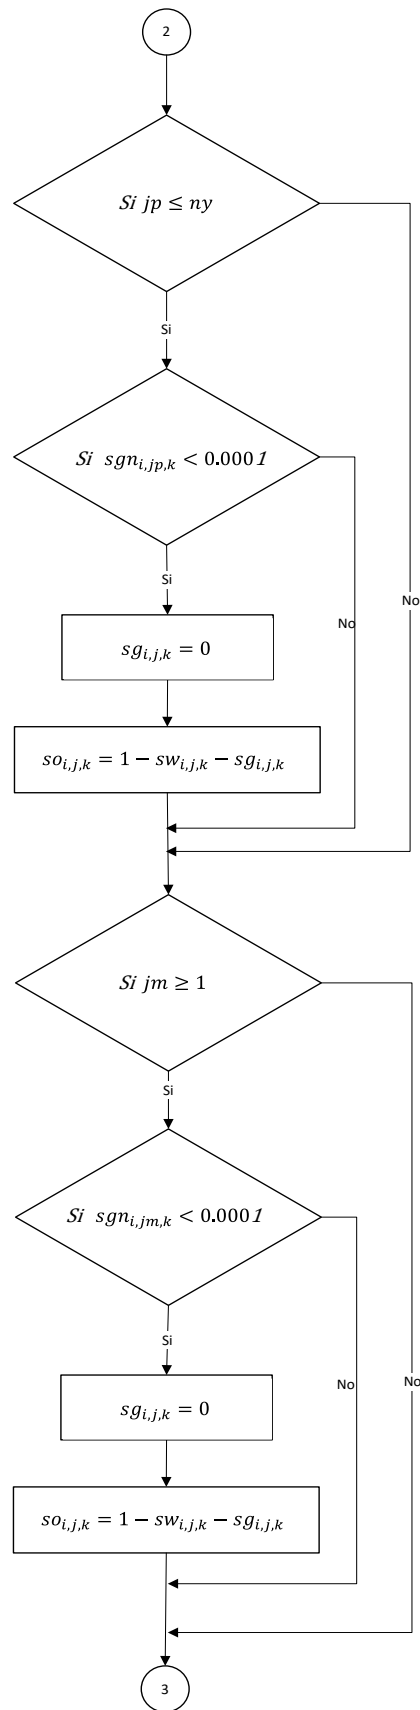 2
Si jp ≤ ny
Si
Si sgn_{i,jp,k} < 0.0001
Si
No
No
sg_{i,j,k} = 0
so_{i,j,k} = 1 − sw_{i,j,k} − sg_{i,j,k}
Si jm ≥ 1
Si
Si sgn_{i,jm,k} < 0.0001
Si
No
No
sg_{i,j,k} = 0
so_{i,j,k} = 1 − sw_{i,j,k} − sg_{i,j,k}
3